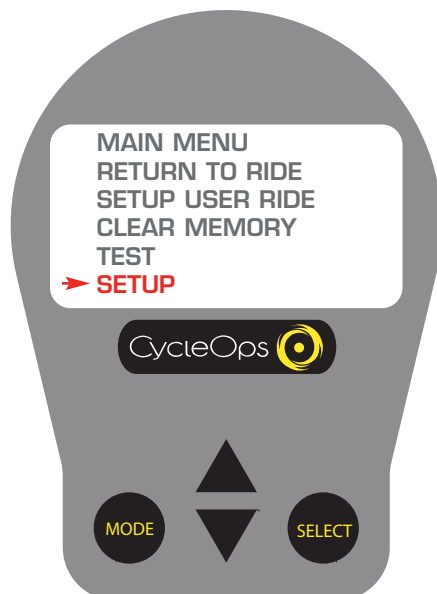 MAIN MENU
RETURN TO RIDE
SETUP USER RIDE
CLEAR MEMORY
TEST
SETUP
CycleOps
MODE
SELECT